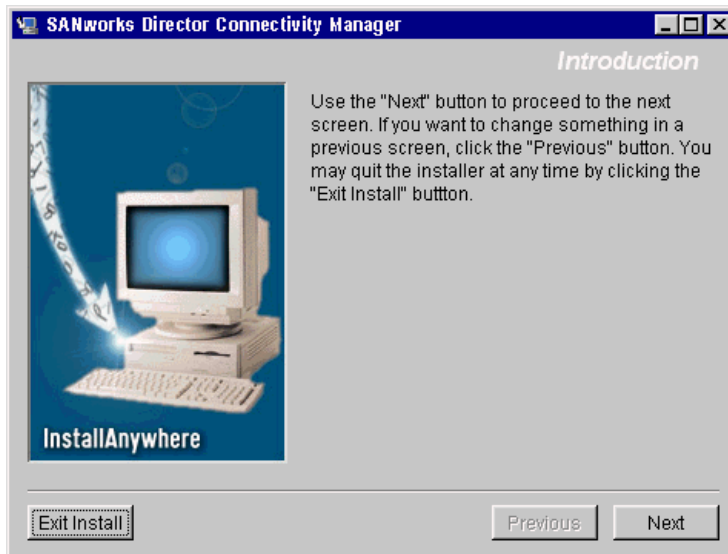 SANworks Director Connectivity Manager
Introduction
Use the "Next" button to proceed to the next
screen. If you want to change something in a
previous screen, click the "Previous" button. You
may quit the installer at any time by clicking the
"Exit Install" buttton.
InstallAnywhere
Exit Install
Previous
Next